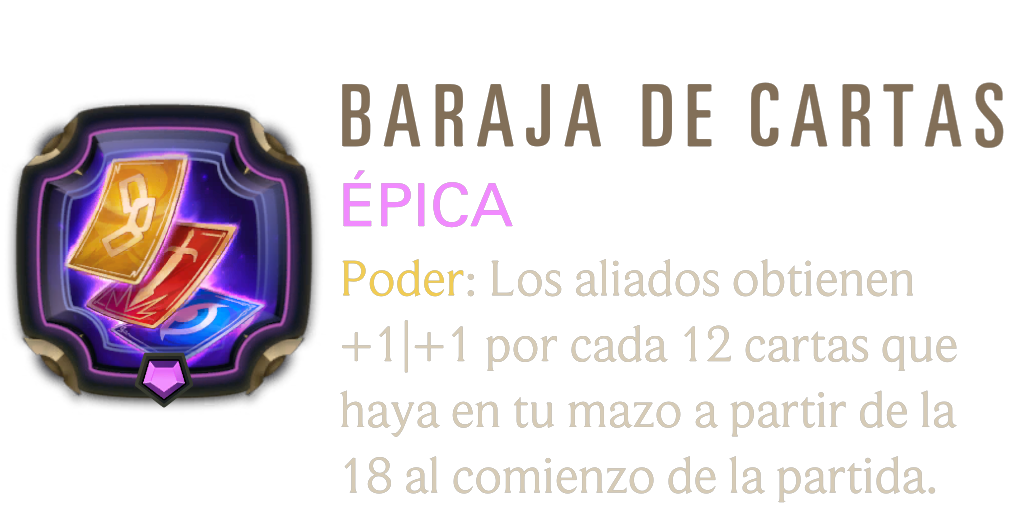 BARAJA DE CARTAS
ÉPICA
Poder: Los aliados obtienen
+1|+1 por cada 12 cartas que
haya en tu mazo a partir de la
18 al comienzo de la partida.